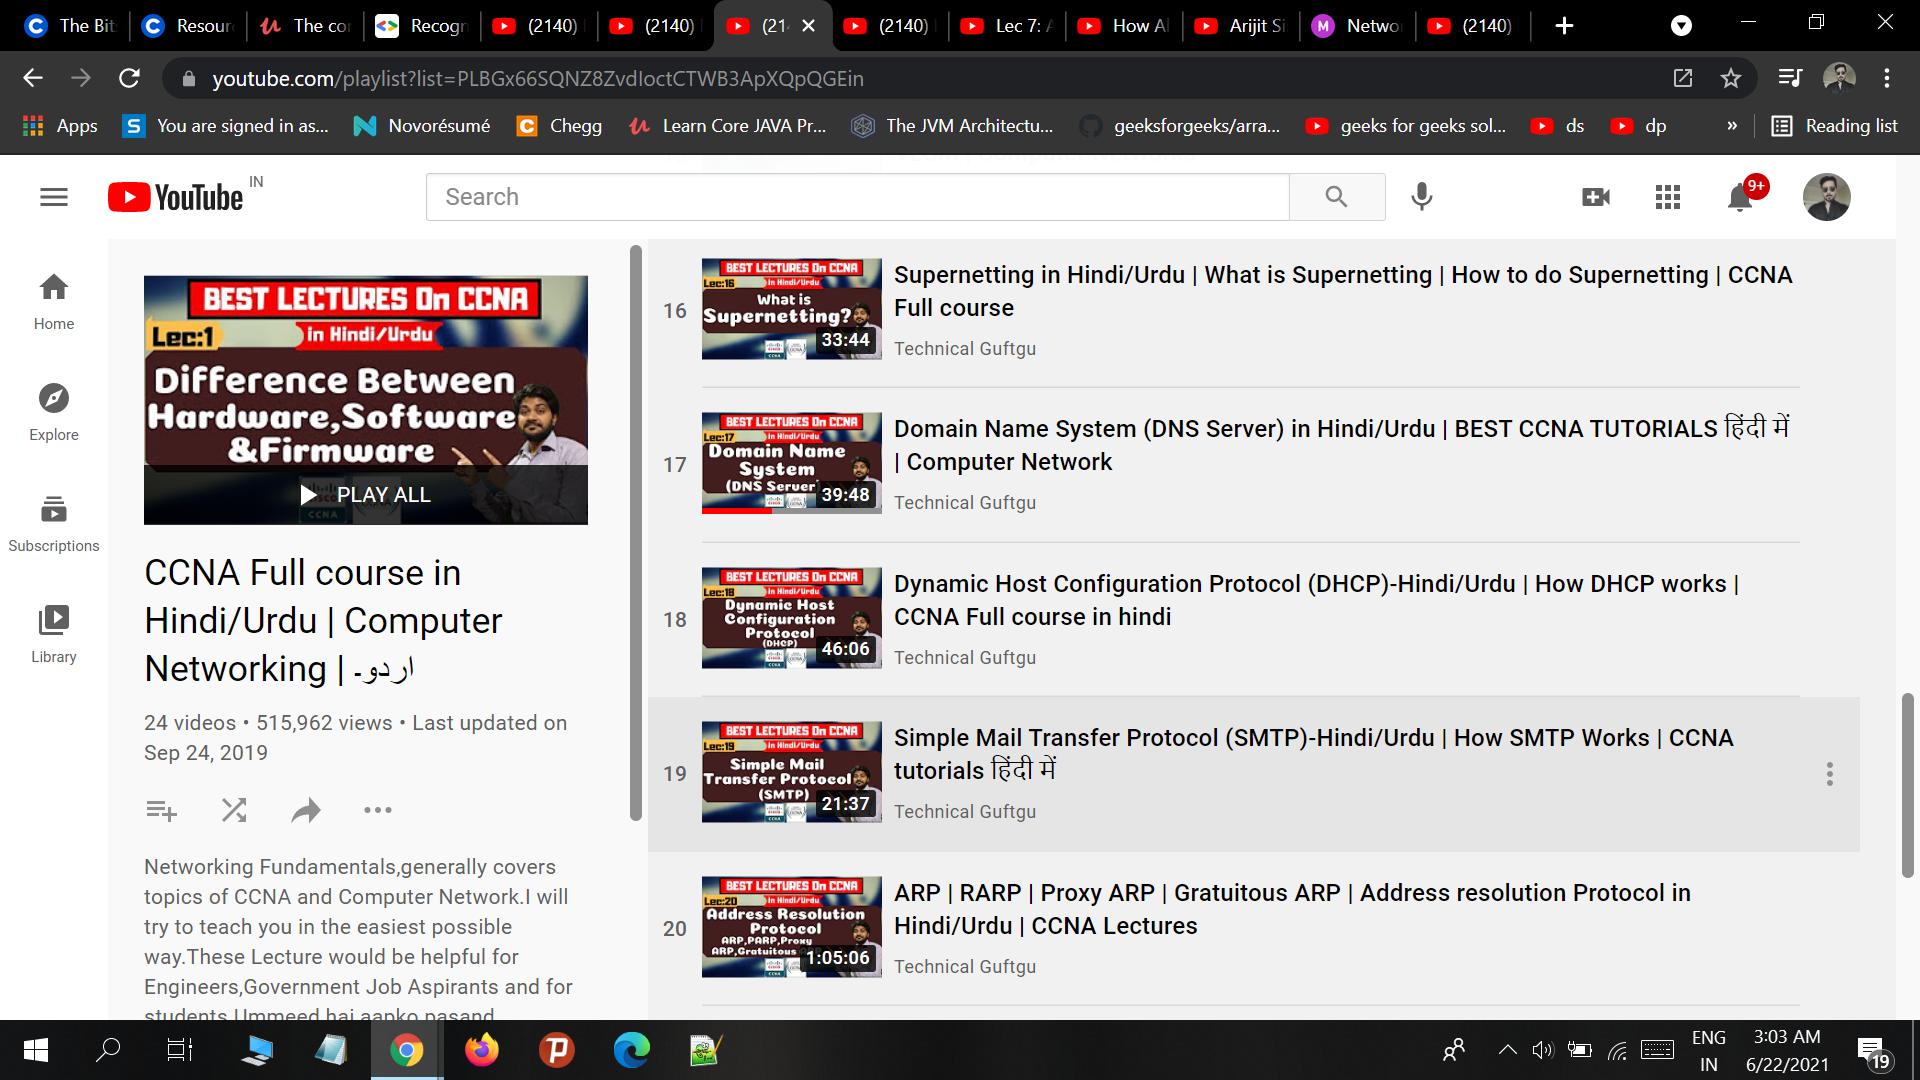 The Bit
Resour
The co
Recogn
(2140)
(2140)
(21
(2140)
Lec 7: A
How Al
Arijit Si
M
Netwo
(2140)
youtube.com/playlist?list=PLBGx66SQNZ8ZvdIoctCTWB3ApXQpQGEin
Apps
S
You are signed in as...
Novorésumé
Chegg
Learn Core JAVA Pr...
The JVM Architectu...
geeksforgeeks/arra...
geeks for geeks sol...
ds
dp
»
Reading list
YouTube IN
Search
9+
Home
Explore
Subscriptions
Library
BEST LECTURES On CCNA
Lec:1
in Hindi/Urdu
Difference Between
Hardware,Software
&Firmware
CCNA
PLAY ALL
CCNA Full course in
Hindi/Urdu | Computer
Networking | اردو۔
24 videos • 515,962 views • Last updated on
Sep 24, 2019
Networking Fundamentals,generally covers
topics of CCNA and Computer Network.I will
try to teach you in the easiest possible
way.These Lecture would be helpful for
Engineers,Government Job Aspirants and for
students.Ummeed hai aapko pasand
16
BEST LECTURES On CCNA
Lec:16
in Hindi/Urdu
What is
Supernetting?
33:44
Supernetting in Hindi/Urdu | What is Supernetting | How to do Supernetting | CCNA
Full course
Technical Guftgu
17
BEST LECTURES On CCNA
Lec:17
in Hindi/Urdu
Domain Name
System
(DNS Server
39:48
Domain Name System (DNS Server) in Hindi/Urdu | BEST CCNA TUTORIALS हिंदी में
| Computer Network
Technical Guftgu
18
BEST LECTURES On CCNA
Lec:18
in Hindi/Urdu
Dynamic Host
Configuration
Protocol
(DHCP)
46:06
Dynamic Host Configuration Protocol (DHCP)-Hindi/Urdu | How DHCP works |
CCNA Full course in hindi
Technical Guftgu
19
BEST LECTURES On CCNA
Lec:19
in Hindi/Urdu
Simple Mail
Transfer Protocol
(SMTP)
21:37
Simple Mail Transfer Protocol (SMTP)-Hindi/Urdu | How SMTP Works | CCNA
tutorials हिंदी में
Technical Guftgu
20
BEST LECTURES On CCNA
Lec:20
in Hindi/Urdu
Address Resolution
Protocol
ARP,RARP,Proxy
ARP,Gratuitous
1:05:06
ARP | RARP | Proxy ARP | Gratuitous ARP | Address resolution Protocol in
Hindi/Urdu | CCNA Lectures
Technical Guftgu
ENG
IN
3:03 AM
6/22/2021
19